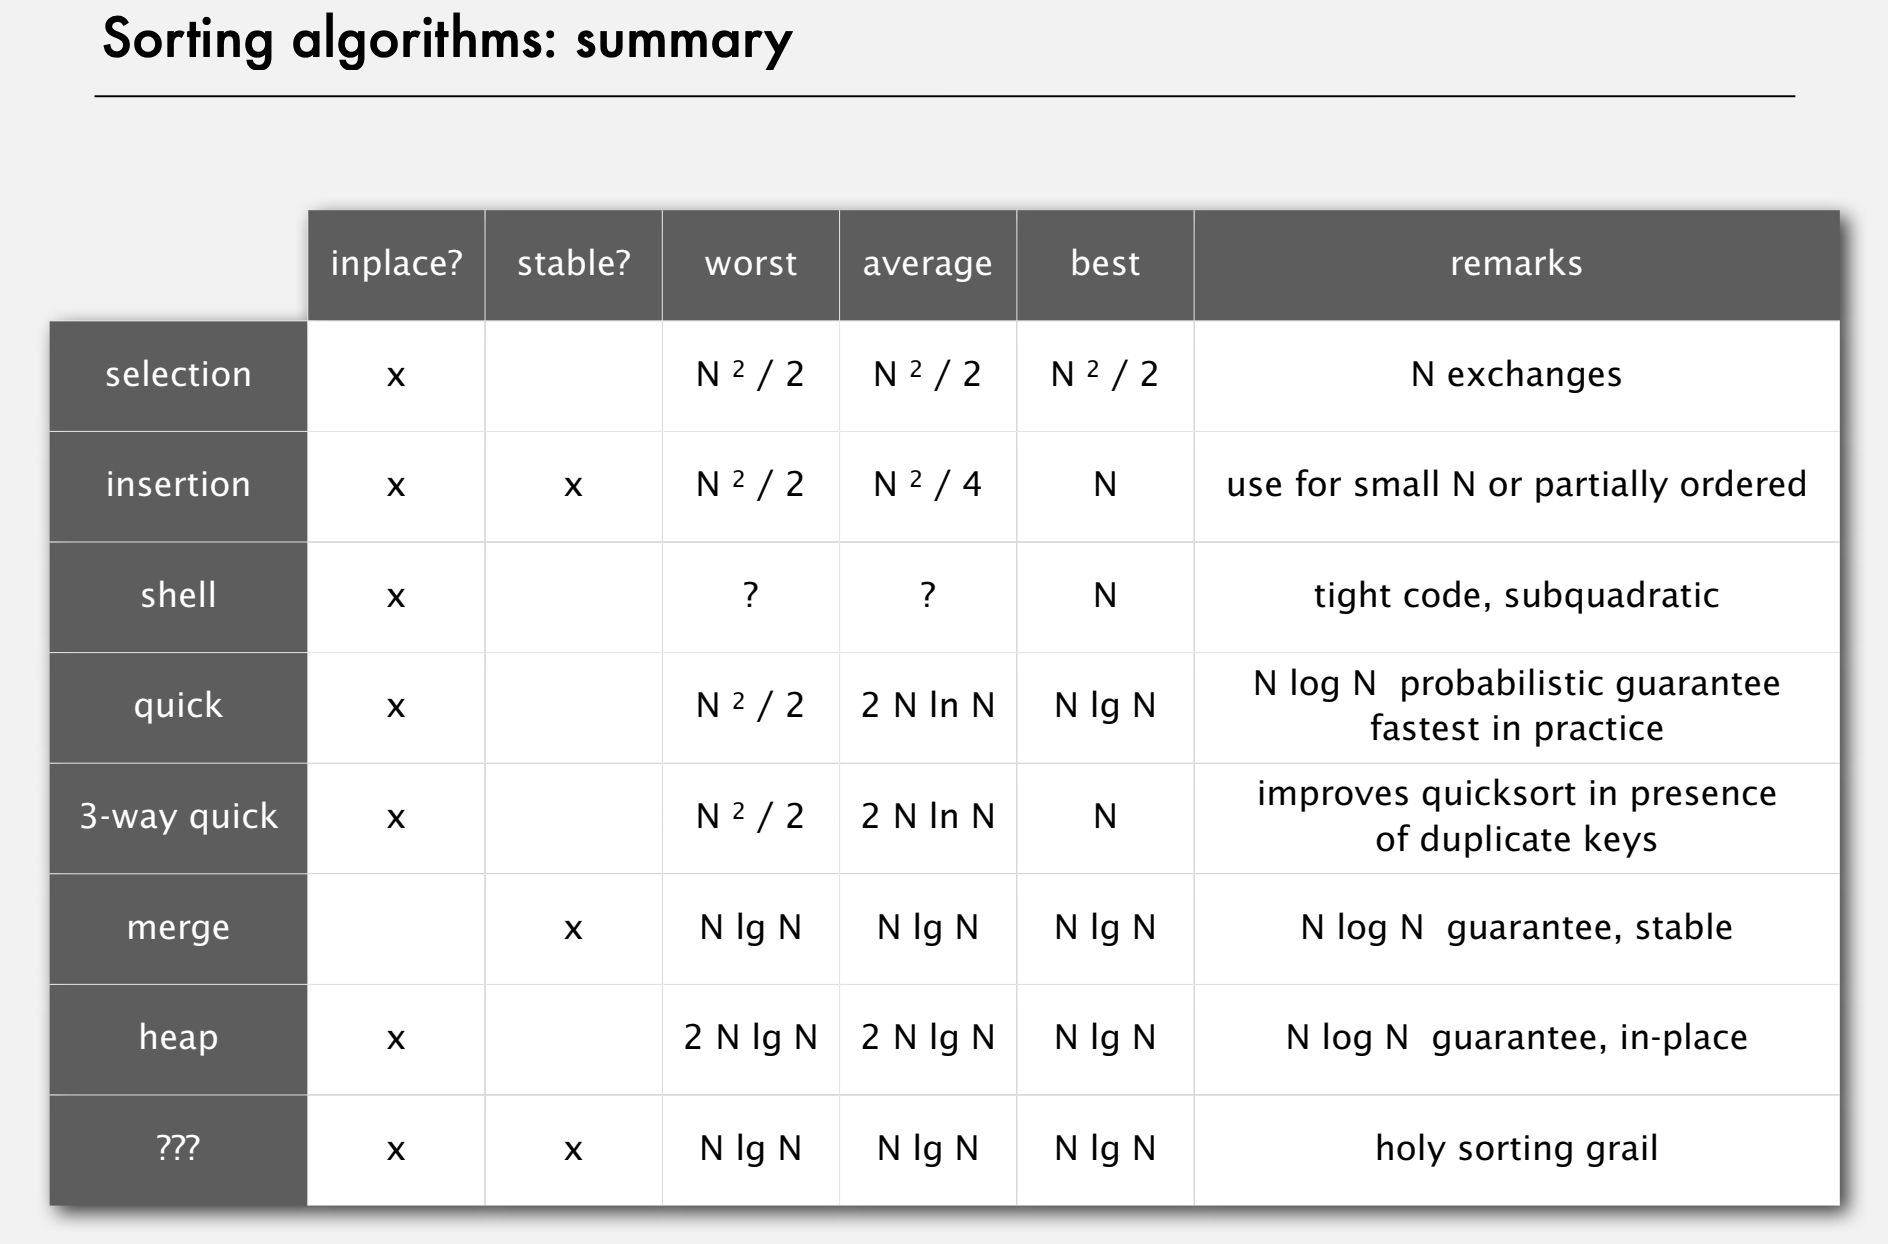 Sorting algorithms: summary
inplace? stable? worst average best remarks
selection x N ² / 2 N ² / 2 N ² / 2 N exchanges
insertion x x N ² / 2 N ² / 4 N use for small N or partially ordered
shell x ? ? N tight code, subquadratic
quick x N ² / 2 2 N ln N N lg N N log N probabilistic guarantee
fastest in practice
3-way quick x N ² / 2 2 N ln N N improves quicksort in presence
of duplicate keys
merge x N lg N N lg N N lg N N log N guarantee, stable
heap x 2 N lg N 2 N lg N N lg N N log N guarantee, in-place
??? x x N lg N N lg N N lg N holy sorting grail